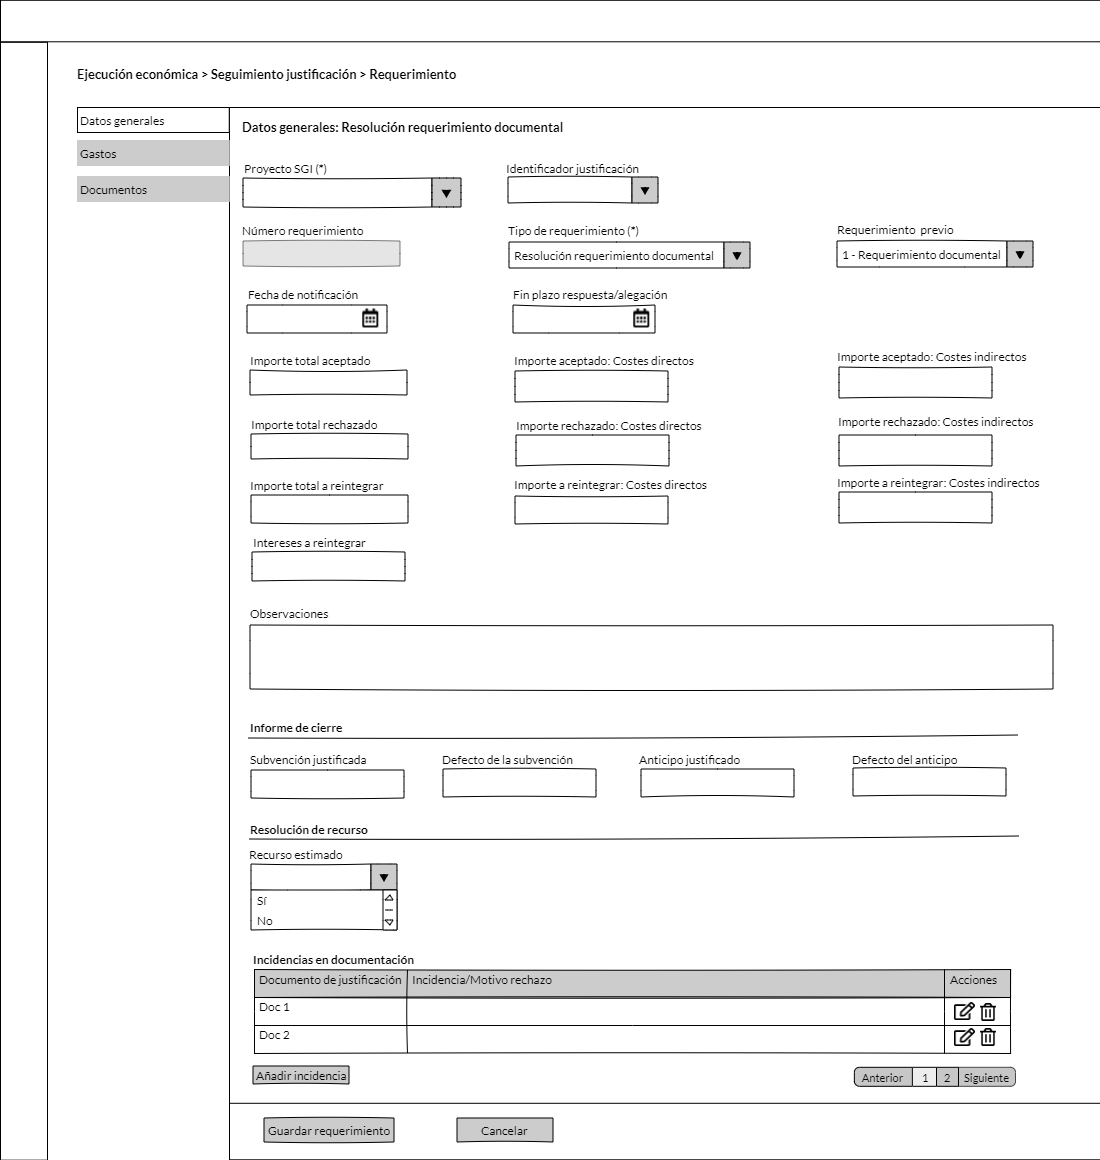 Ejecución económica > Seguimiento justificación > Requerimiento
Datos generales
Gastos
Documentos
Datos generales: Resolución requerimiento documental
Proyecto SGI (*)
Identificador justificación
Número requerimiento
Tipo de requerimiento (*)
Requerimiento previo
Resolución requerimiento documental
1 - Requerimiento documental
Fecha de notificación
Fin plazo respuesta/alegación
Importe total aceptado
Importe aceptado: Costes directos
Importe aceptado: Costes indirectos
Importe total rechazado
Importe rechazado: Costes directos
Importe rechazado: Costes indirectos
Importe total a reintegrar
Importe a reintegrar: Costes directos
Importe a reintegrar: Costes indirectos
Intereses a reintegrar
Observaciones
Informe de cierre
Subvención justificada
Defecto de la subvención
Anticipo justificado
Defecto del anticipo
Resolución de recurso
Recurso estimado
Sí
No
Incidencias en documentación
Documento de justificación
Incidencia/Motivo rechazo
Acciones
Doc 1
Doc 2
Añadir incidencia
Anterior 1 2 Siguiente
Guardar requerimiento
Cancelar